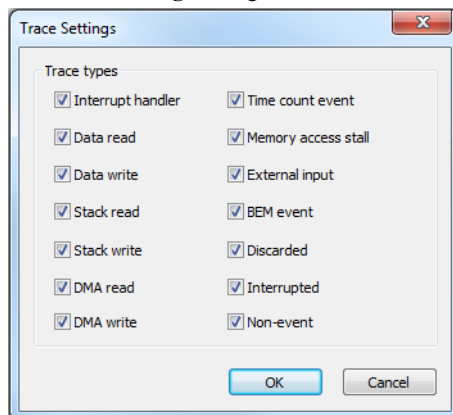 Trace Settings
Trace types
Interrupt handler
Time count event
Data read
Memory access stall
Data write
External input
Stack read
BEM event
Stack write
Discarded
DMA read
Interrupted
DMA write
Non-event
OK
Cancel